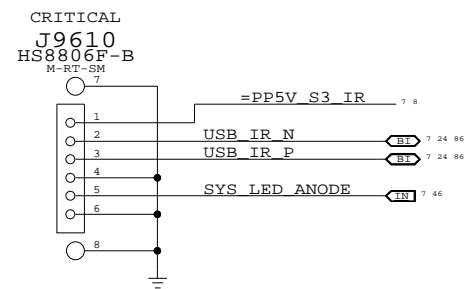 CRITICAL
J9610
HS8806F-B
M-RT-SM
7
=PP5V_S3_IR 7 8
1
2 USB_IR_N BI 7 24 86
3 USB_IR_P BI 7 24 86
4
5 SYS_LED_ANODE IN 7 46
6
8